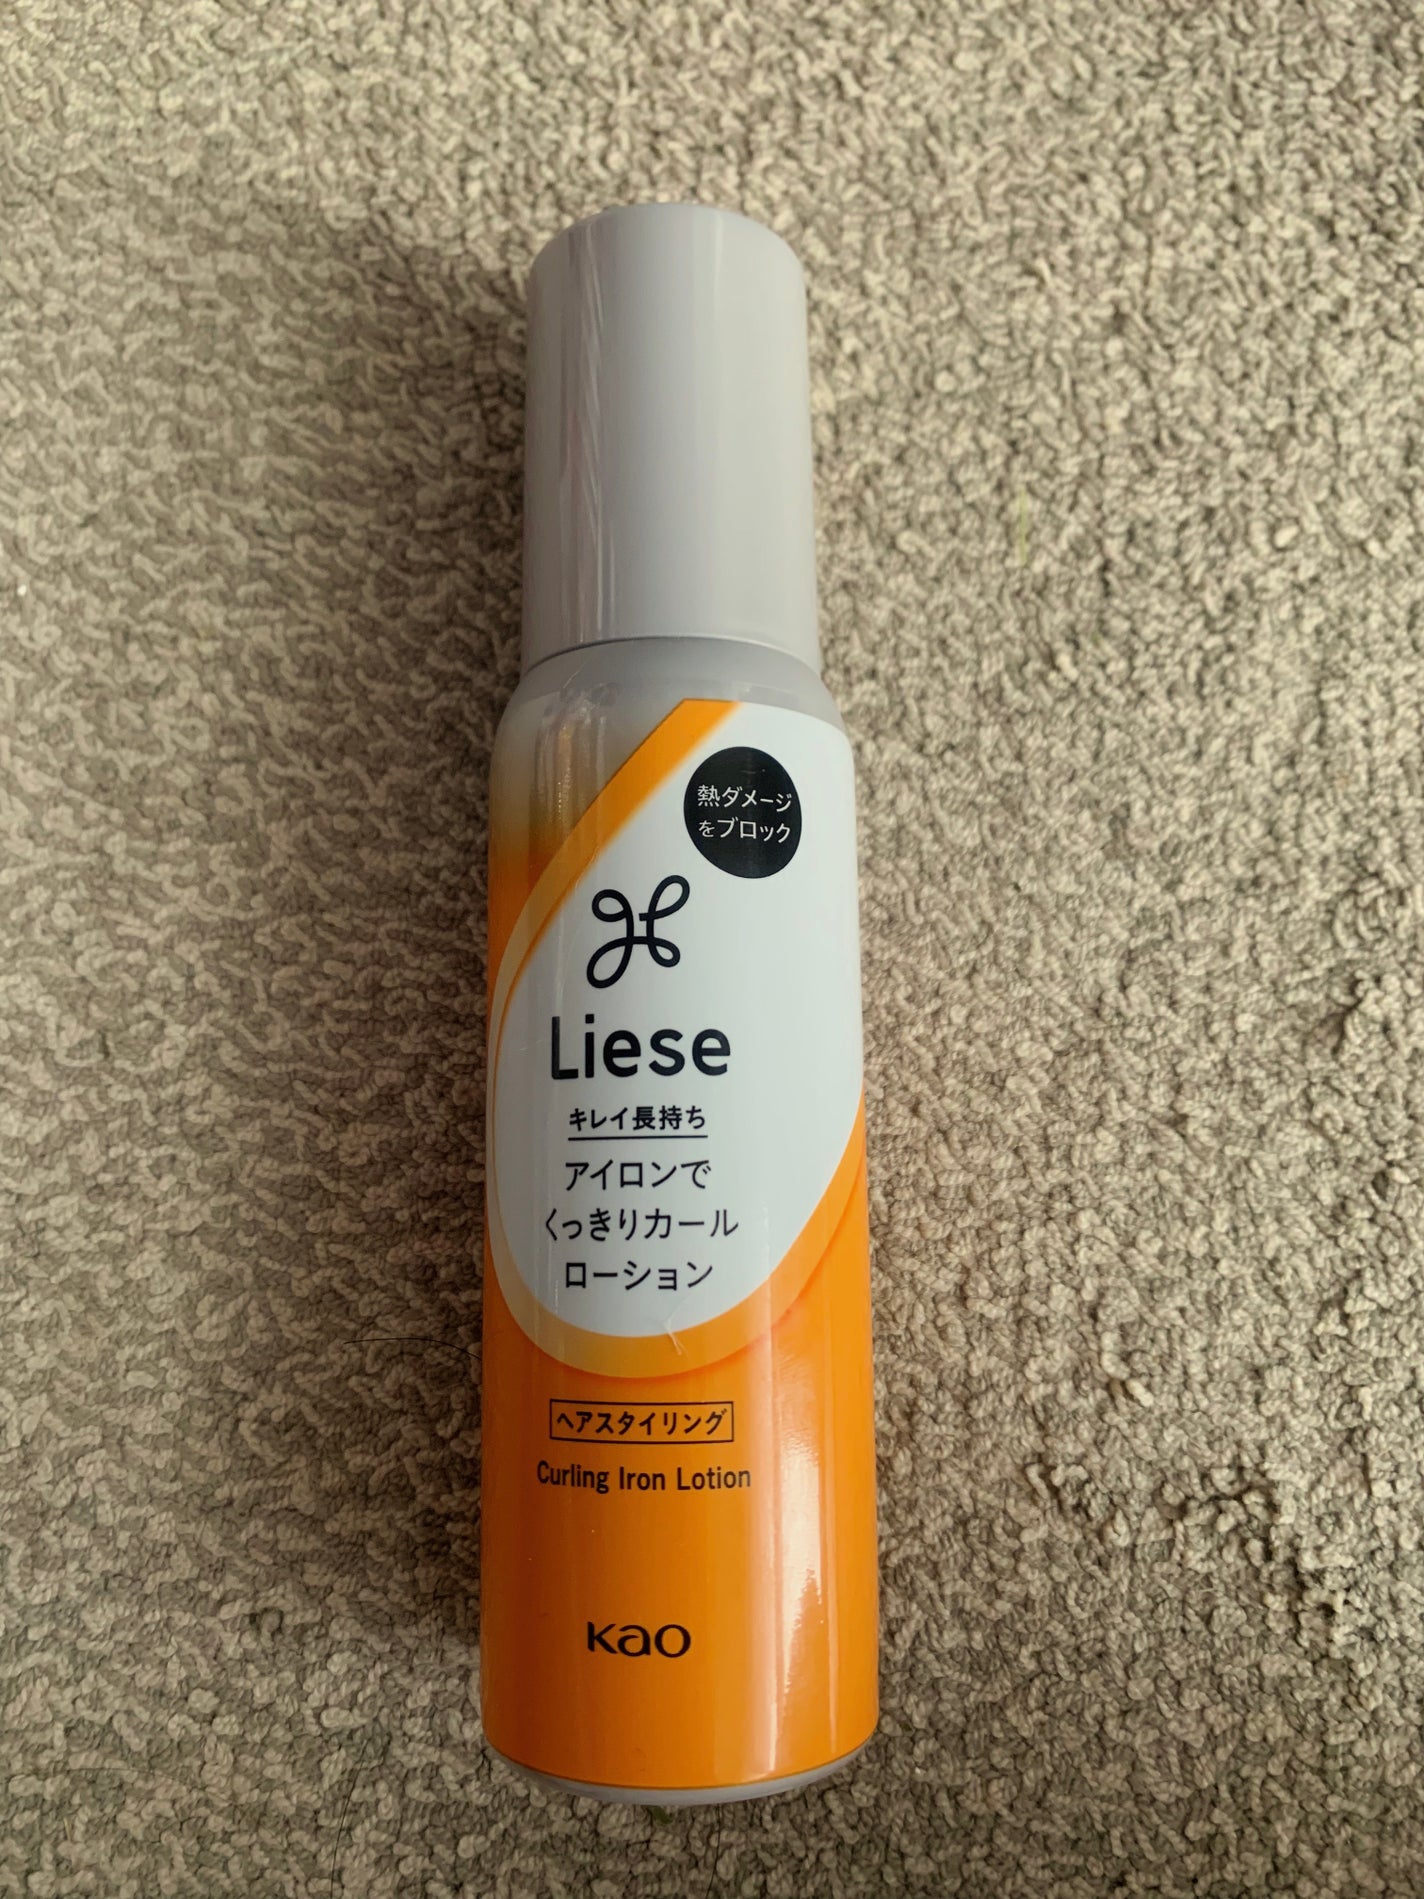 熱ダメージ
をブロック
Liese
キレイ長持ち
アイロンで
くっきりカール
ローション
ヘアスタイリング
Curling Iron Lotion
Kao